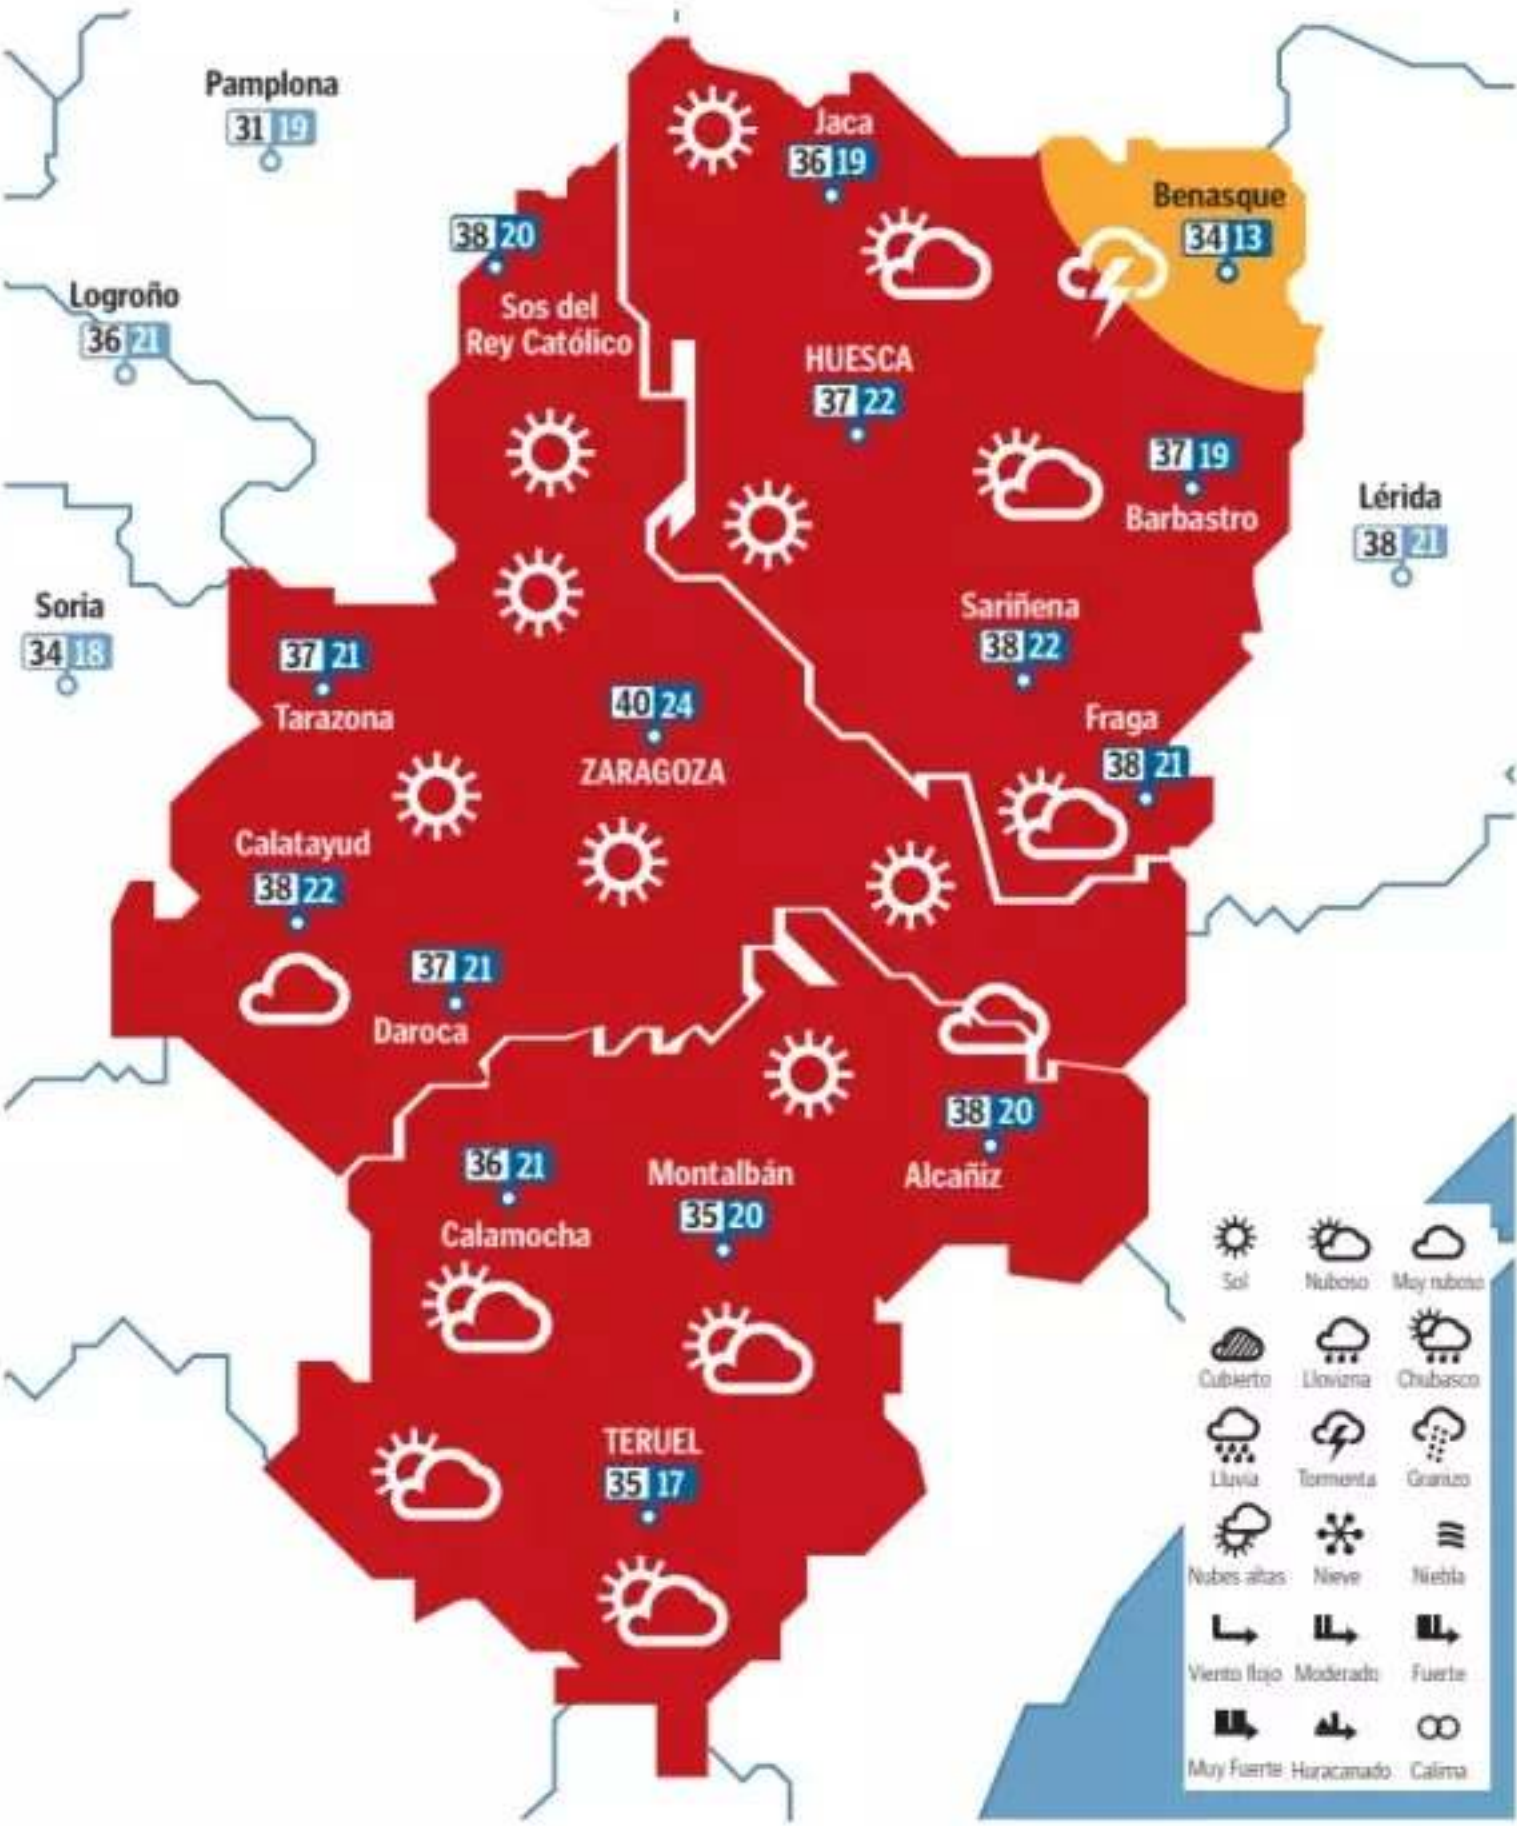 Pamplona
31 19
Jaca
36 19
Benasque
34 13
38 20
Sos del
Rey Católico
Logroño
36 21
HUESCA
37 22
37 19
Barbastro
Lérida
38 21
Soria
34 18
37 21
Tarazona
Sariñena
38 22
40 24
ZARAGOZA
Fraga
38 21
Calatayud
38 22
37 21
Daroca
38 20
Alcañiz
36 21
Calamocha
Montalbán
35 20
TERUEL
35 17
Sol Nuboso Muy nuboso
Cubierto Llovizna Chubasco
Lluvia Tormenta Granizo
Nubes altas Nieve Niebla
Viento flojo Moderado Fuerte
Muy Fuerte Huracanado Calima